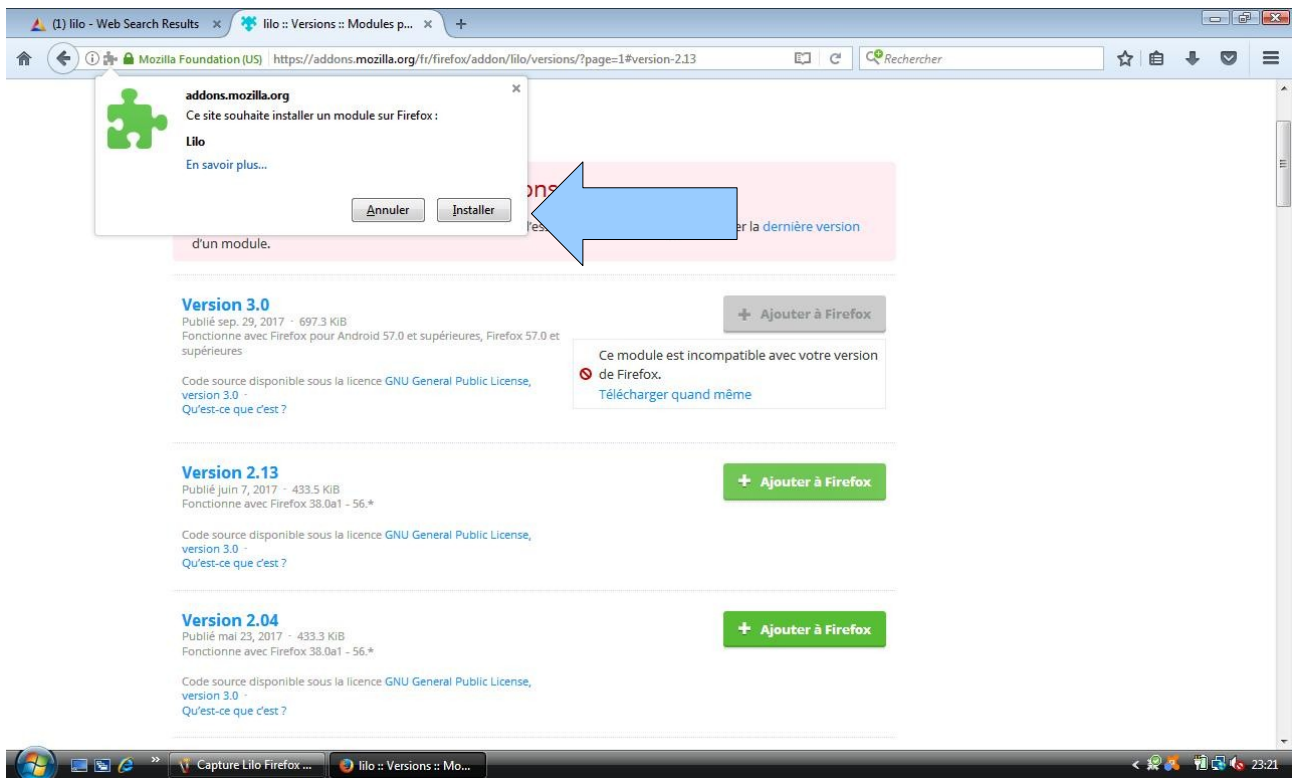 (1) lilo - Web Search Results
lilo :: Versions :: Modules p...
Mozilla Foundation (US)
https://addons.mozilla.org/fr/firefox/addon/lilo/versions/?page=1#version-2.13
Rechercher
addons.mozilla.org
Ce site souhaite installer un module sur Firefox :
Lilo
En savoir plus...
Annuler
Installer
er la dernière version
d'un module.
Version 3.0
Publié sep. 29, 2017 · 697.3 KiB
Fonctionne avec Firefox pour Android 57.0 et supérieures, Firefox 57.0 et
supérieures
Code source disponible sous la licence GNU General Public License,
version 3.0 ·
Qu'est-ce que c'est ?
+ Ajouter à Firefox
Ce module est incompatible avec votre version
de Firefox.
Télécharger quand même
Version 2.13
Publié juin 7, 2017 · 433.5 KiB
Fonctionne avec Firefox 38.0a1 - 56.*
Code source disponible sous la licence GNU General Public License,
version 3.0 ·
Qu'est-ce que c'est ?
+ Ajouter à Firefox
Version 2.04
Publié mai 23, 2017 · 433.3 KiB
Fonctionne avec Firefox 38.0a1 - 56.*
Code source disponible sous la licence GNU General Public License,
version 3.0 ·
Qu'est-ce que c'est ?
+ Ajouter à Firefox
Capture Lilo Firefox ...
lilo :: Versions :: Mo...
23:21